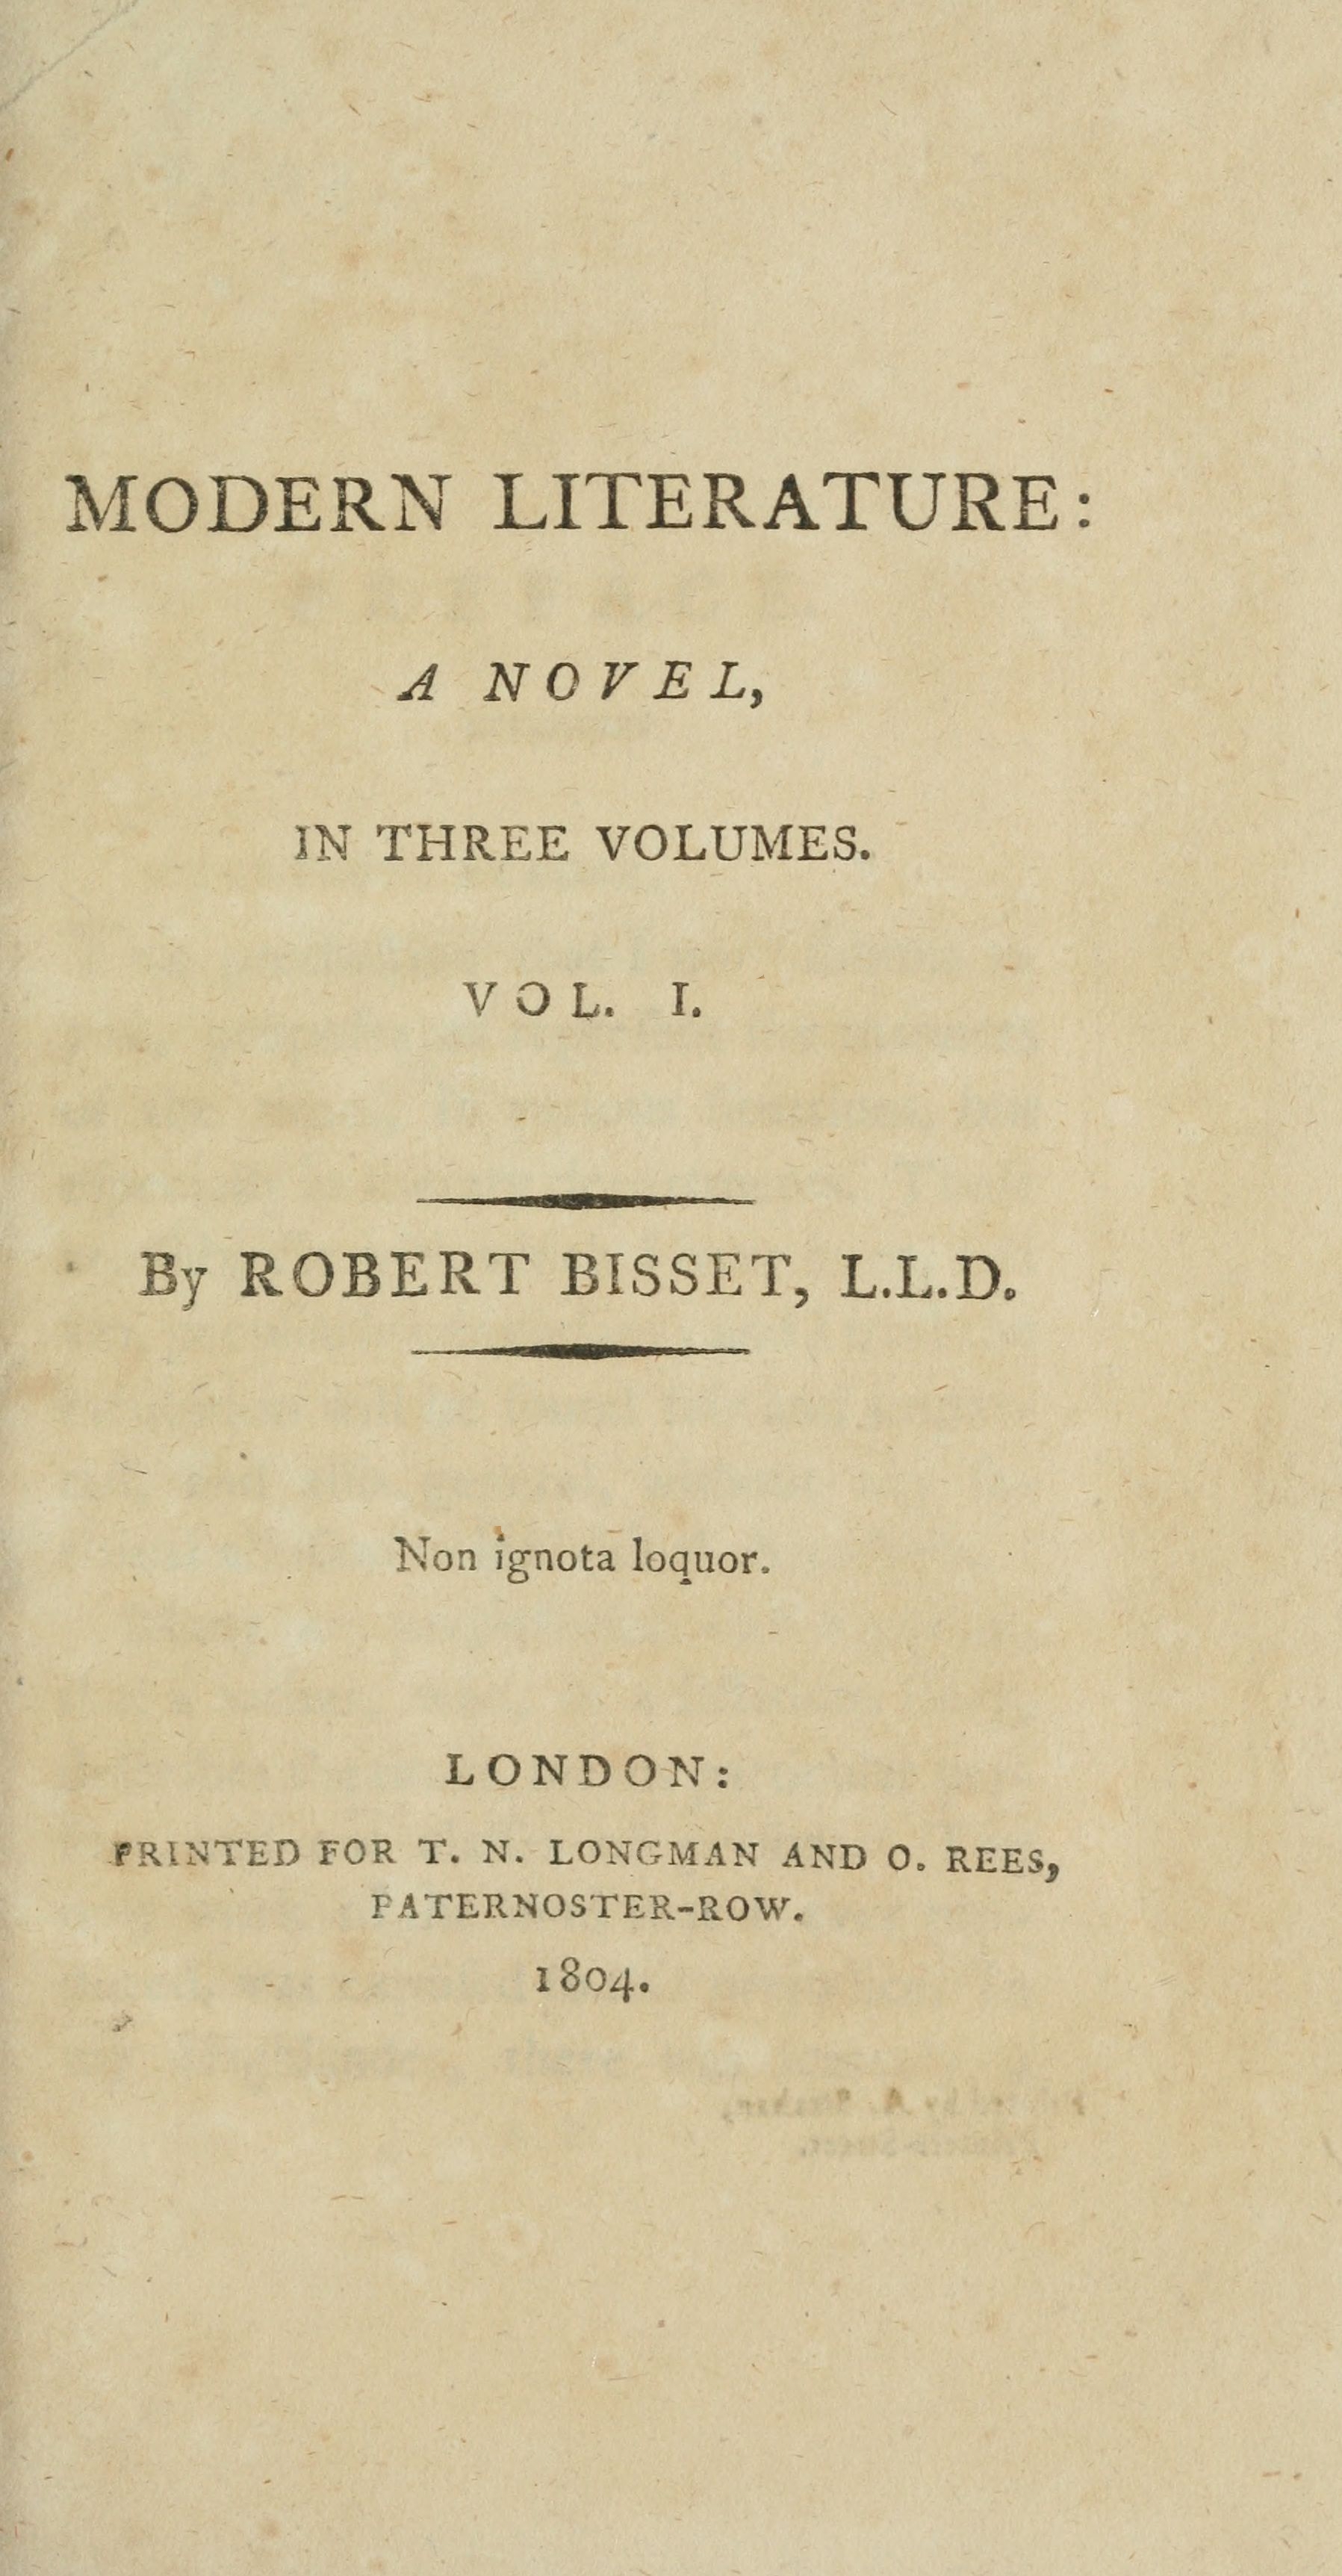 MODERN LITERATURE:
A NOVEL,
IN THREE VOLUMES.
VOL. I.
By ROBERT BISSET, L.L.D.
Non ignota loquor.
LONDON:
PRINTED FOR T. N. LONGMAN AND O. REES,
PATERNOSTER-ROW.
1804.